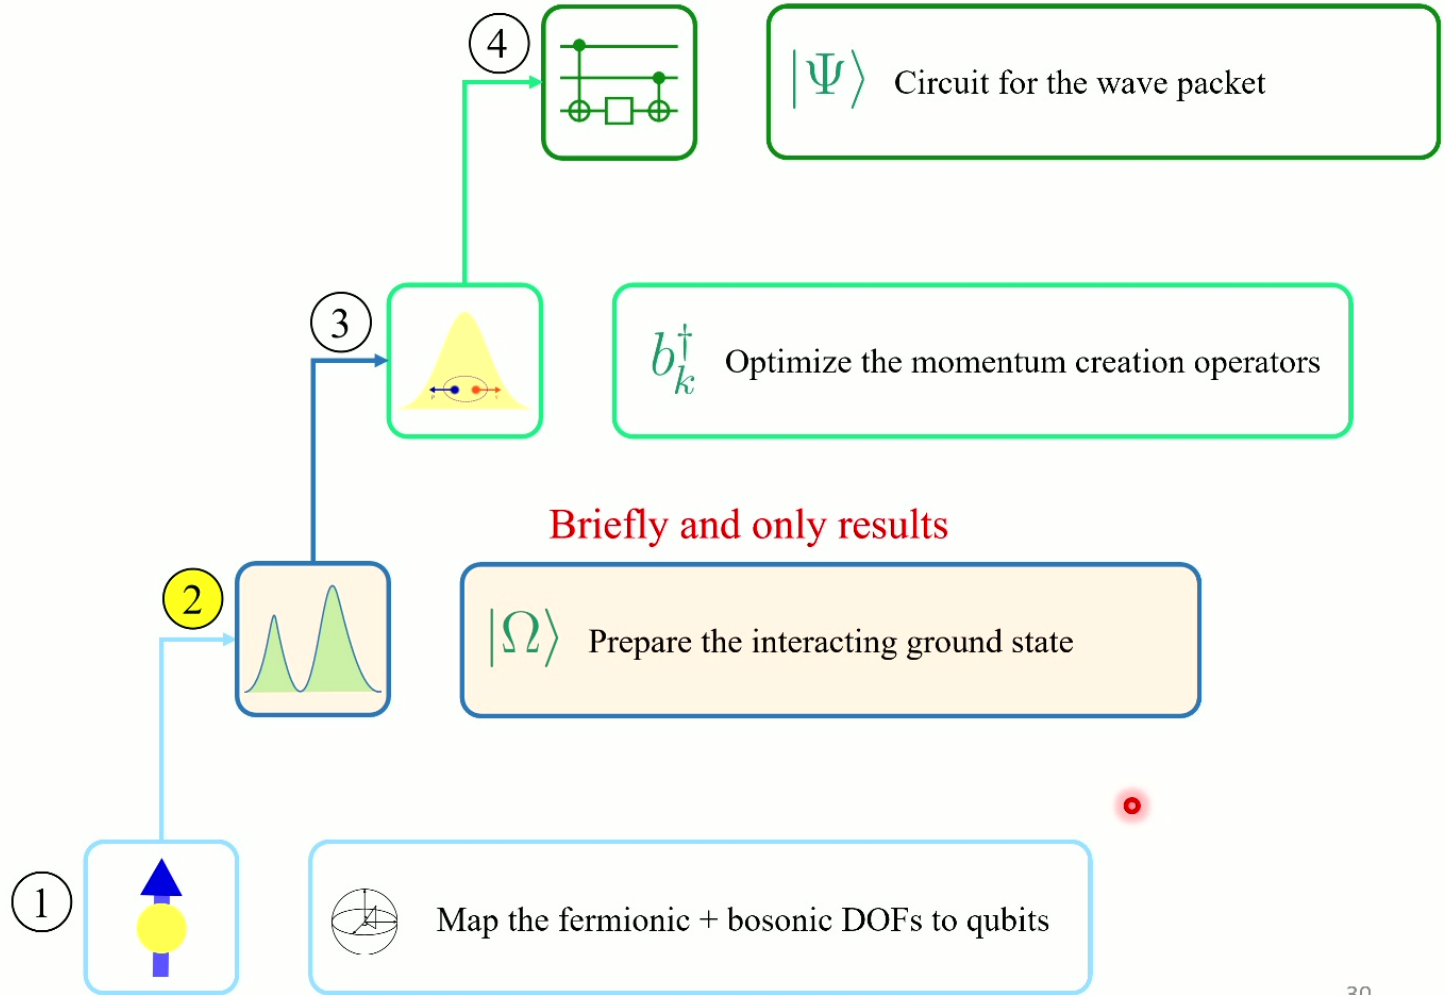 4
|Ψ⟩ Circuit for the wave packet
3
b†k Optimize the momentum creation operators
Briefly and only results
2
|Ω⟩ Prepare the interacting ground state
1
Map the fermionic + bosonic DOFs to qubits